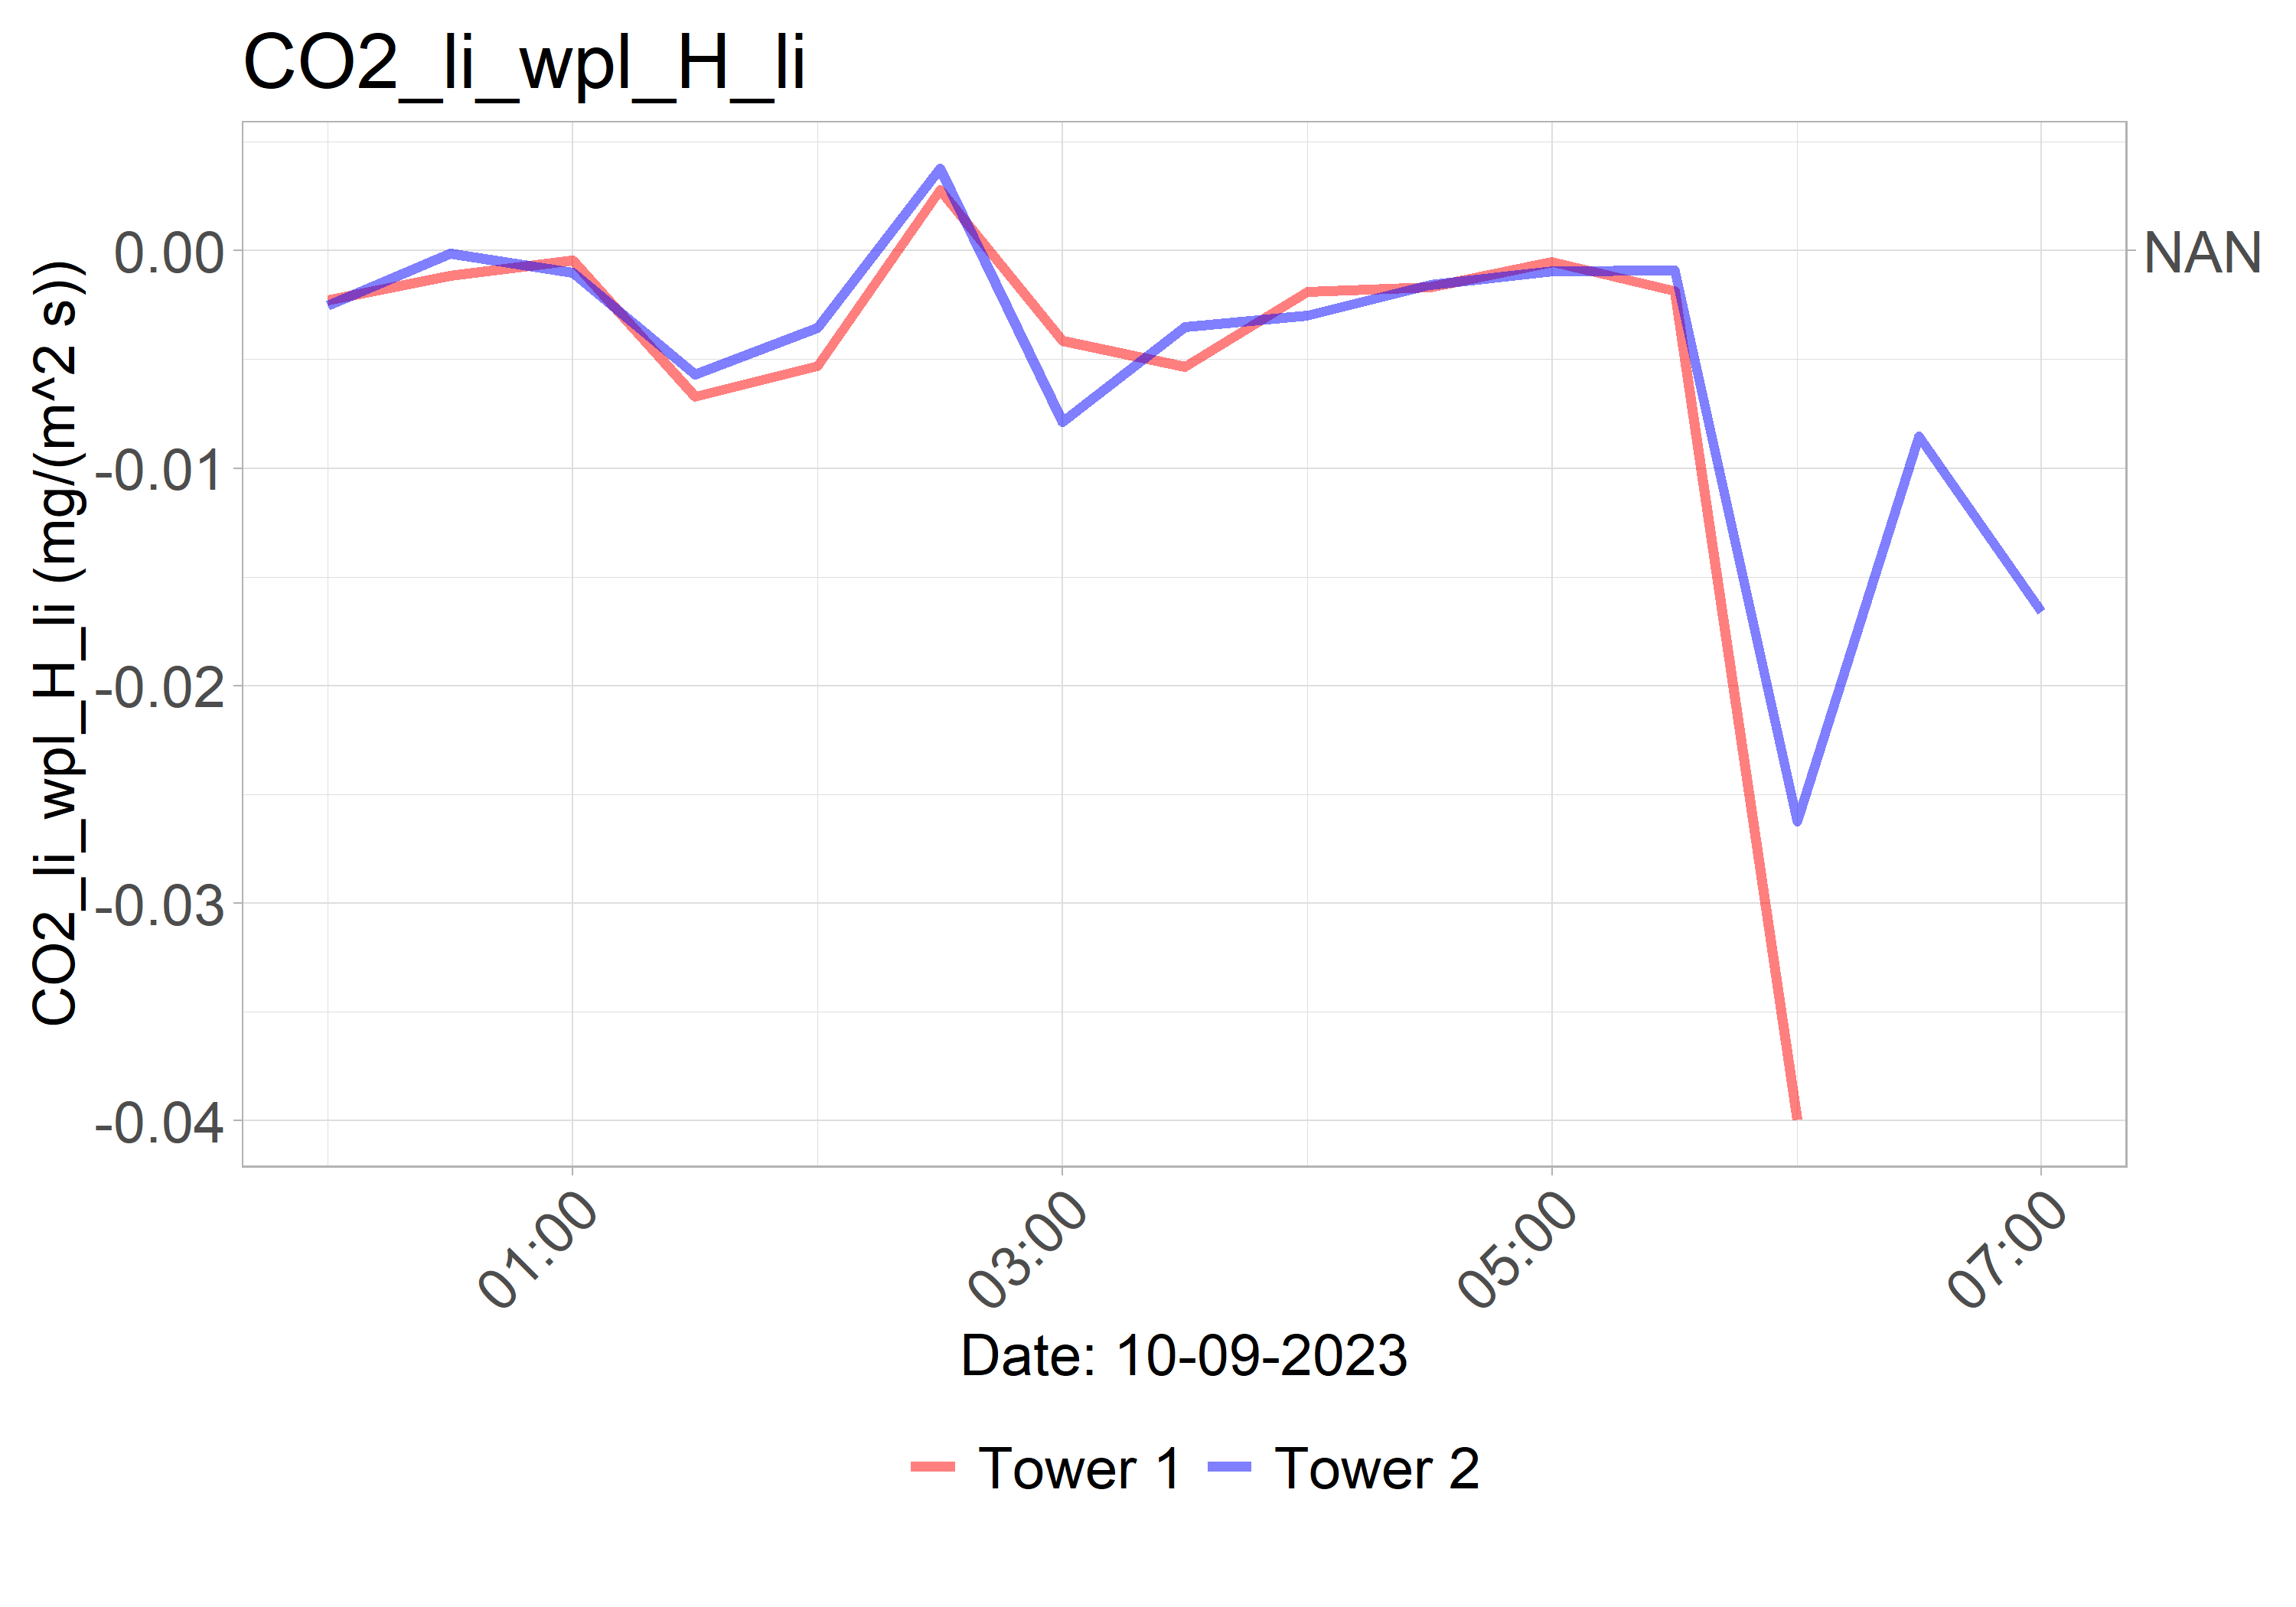 CO2_li_wpl_H_li
CO2_li_wpl_H_li (mg/(m^2 s))
0.00
-0.01
-0.02
-0.03
-0.04
NAN
01:00
03:00
05:00
07:00
Date: 10-09-2023
Tower 1
Tower 2